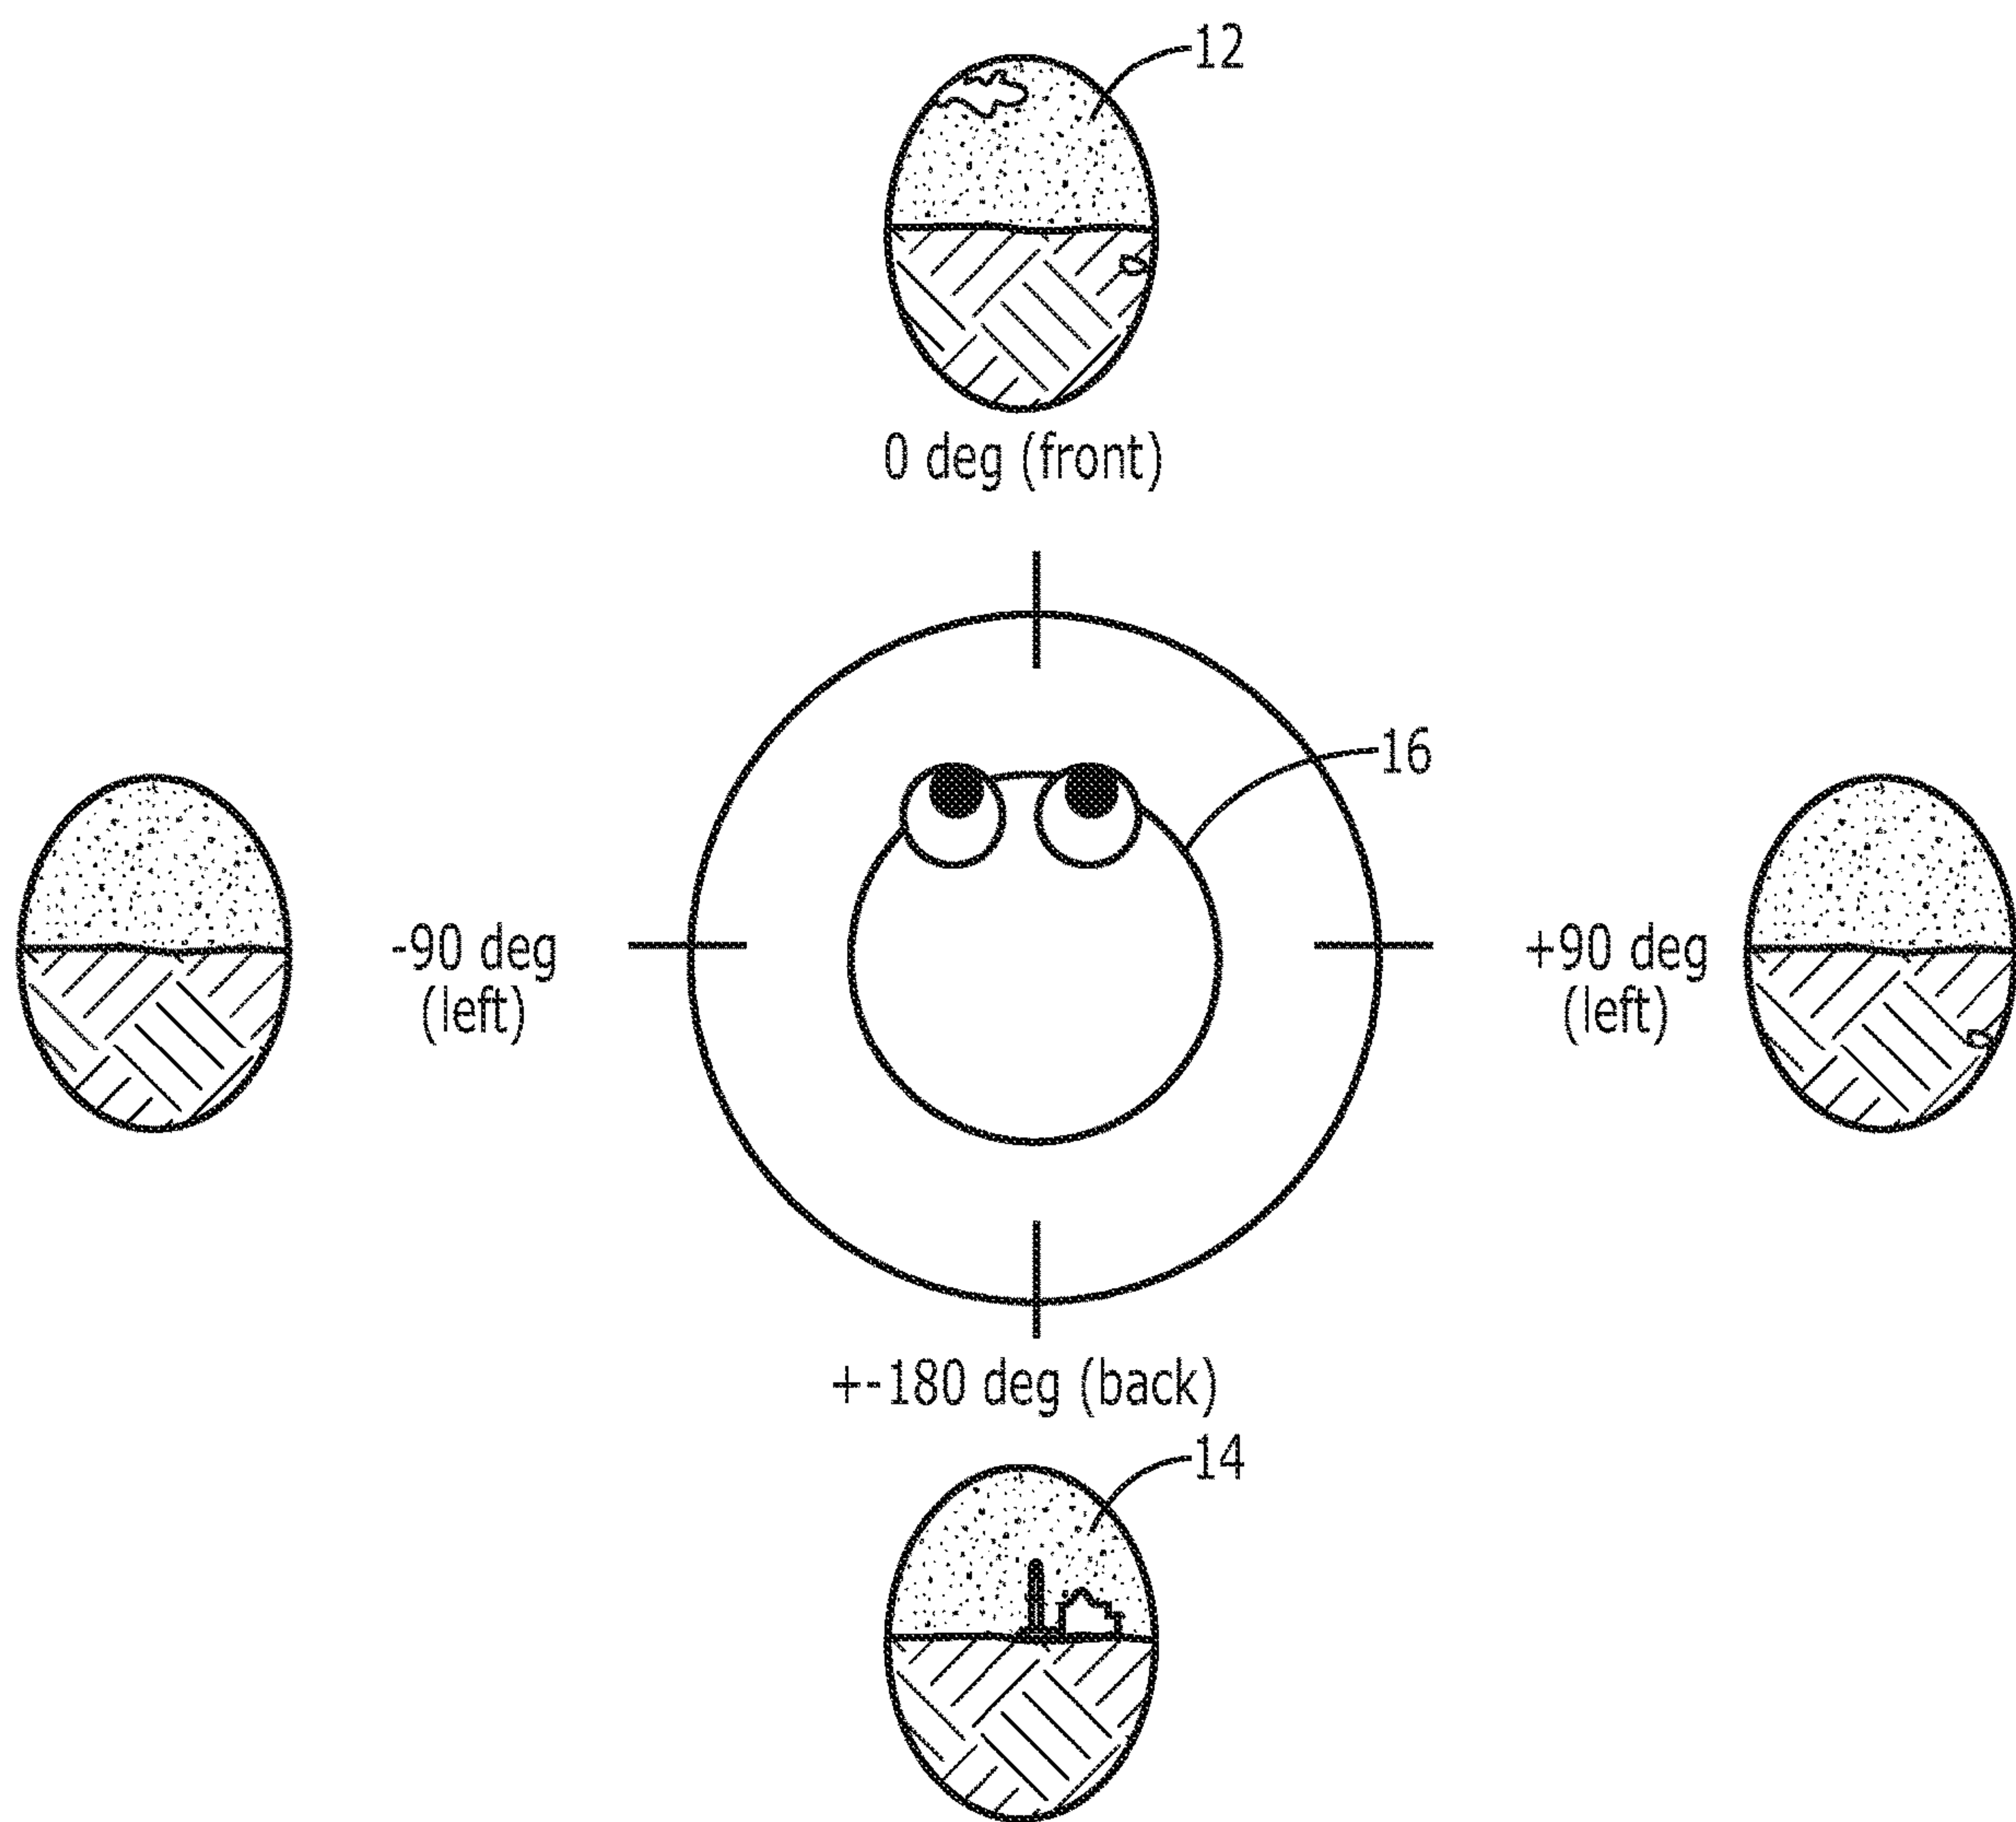 12
0 deg (front)
16
-90 deg
(left)
+90 deg
(left)
+-180 deg (back)
14